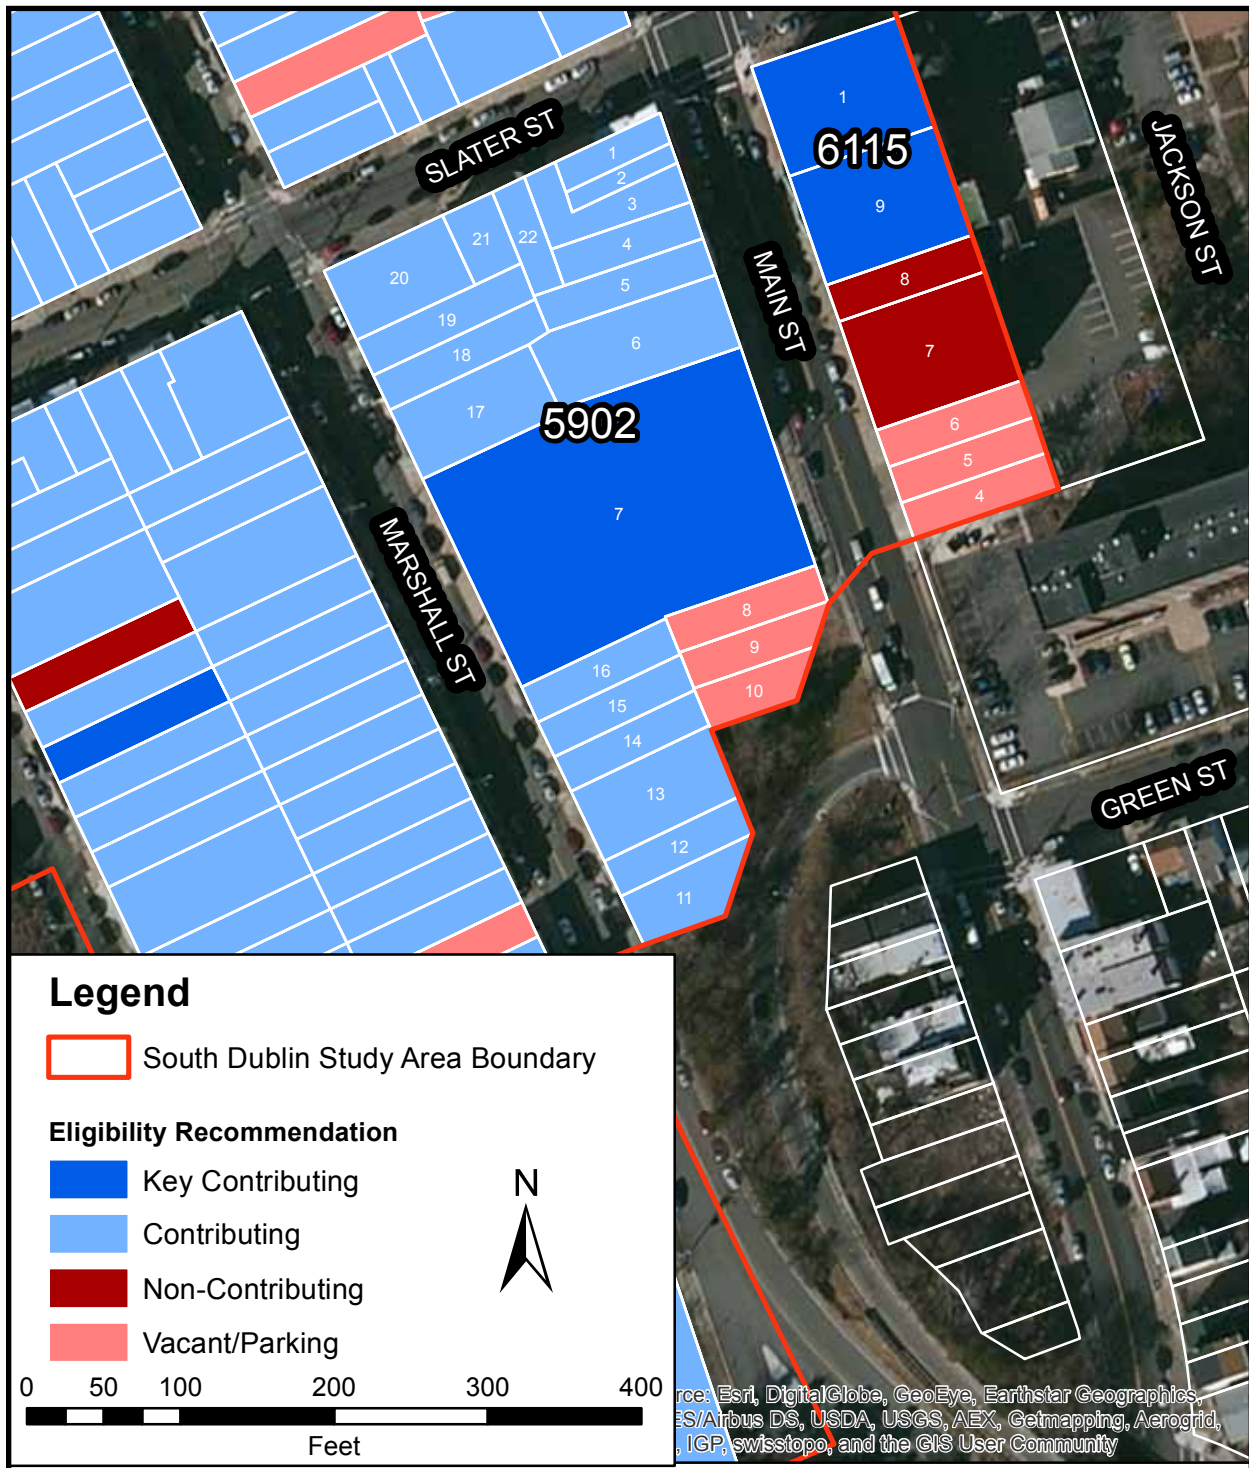 SLATER ST
JACKSON ST
MAIN ST
MARSHALL ST
GREEN ST
6115
1
9
8
7
6
5
4
5902
1
2
3
4
5
6
7
8
9
10
11
12
13
14
15
16
17
18
19
20
21
22
Legend
South Dublin Study Area Boundary
Eligibility Recommendation
Key Contributing
Contributing
Non-Contributing
Vacant/Parking
N
0 50 100 200 300 400
Feet
rce: Esri, DigitalGlobe, GeoEye, Earthstar Geographics,
ES/Airbus DS, USDA, USGS, AEX, Getmapping, Aerogrid,
, IGP, swisstopo, and the GIS User Community